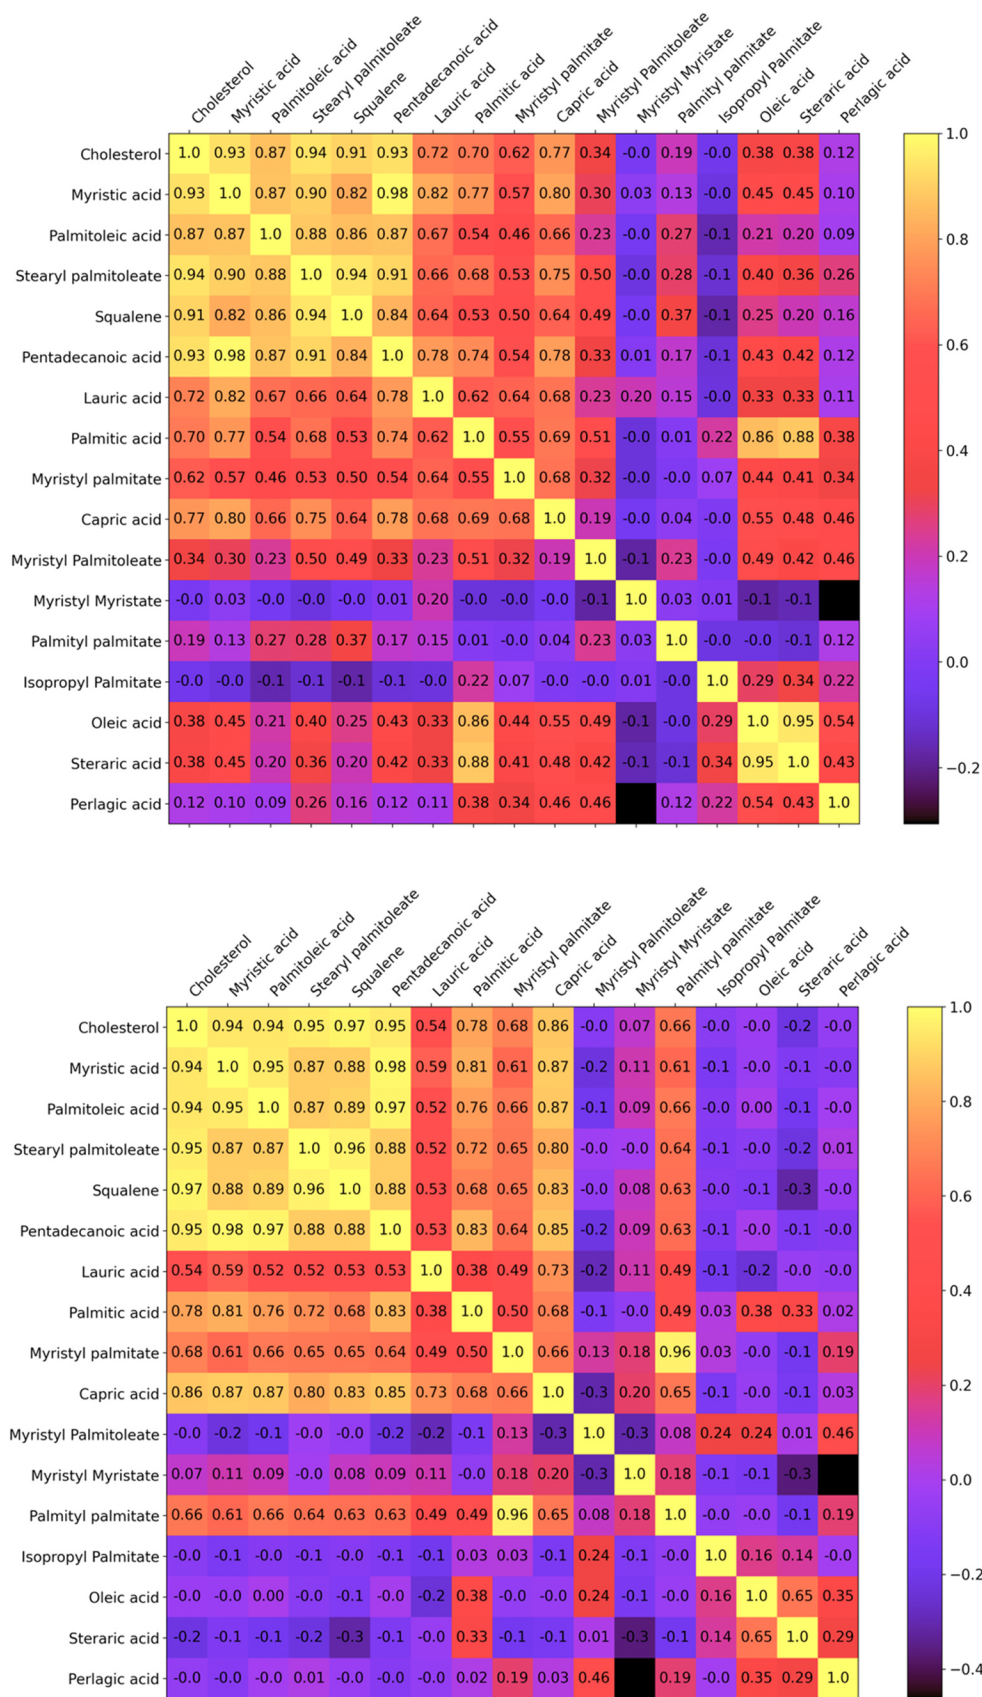 Cholesterol
Myristic acid
Palmitoleic acid
Stearyl palmitoleate
Squalene
Pentadecanoic acid
Lauric acid
Palmitic acid
Myristyl palmitate
Capric acid
Myristyl Palmitoleate
Myristyl Myristate
Palmityl palmitate
Isopropyl Palmitate
Oleic acid
Steraric acid
Perlagic acid
Cholesterol 1.0 0.93 0.87 0.94 0.91 0.93 0.72 0.70 0.62 0.77 0.34 -0.0 0.19 -0.0 0.38 0.38 0.12
Myristic acid 0.93 1.0 0.87 0.90 0.82 0.98 0.82 0.77 0.57 0.80 0.30 0.03 0.13 -0.0 0.45 0.45 0.10
Palmitoleic acid 0.87 0.87 1.0 0.88 0.86 0.87 0.67 0.54 0.46 0.66 0.23 -0.0 0.27 -0.1 0.21 0.20 0.09
Stearyl palmitoleate 0.94 0.90 0.88 1.0 0.94 0.91 0.66 0.68 0.53 0.75 0.50 -0.0 0.28 -0.1 0.40 0.36 0.26
Squalene 0.91 0.82 0.86 0.94 1.0 0.84 0.64 0.53 0.50 0.64 0.49 -0.0 0.37 -0.1 0.25 0.20 0.16
Pentadecanoic acid 0.93 0.98 0.87 0.91 0.84 1.0 0.78 0.74 0.54 0.78 0.33 0.01 0.17 -0.1 0.43 0.42 0.12
Lauric acid 0.72 0.82 0.67 0.66 0.64 0.78 1.0 0.62 0.64 0.68 0.23 0.20 0.15 -0.0 0.33 0.33 0.11
Palmitic acid 0.70 0.77 0.54 0.68 0.53 0.74 0.62 1.0 0.55 0.69 0.51 -0.0 0.01 0.22 0.86 0.88 0.38
Myristyl palmitate 0.62 0.57 0.46 0.53 0.50 0.54 0.64 0.55 1.0 0.68 0.32 -0.0 -0.0 0.07 0.44 0.41 0.34
Capric acid 0.77 0.80 0.66 0.75 0.64 0.78 0.68 0.69 0.68 1.0 0.19 -0.0 0.04 -0.0 0.55 0.48 0.46
Myristyl Palmitoleate 0.34 0.30 0.23 0.50 0.49 0.33 0.23 0.51 0.32 0.19 1.0 -0.1 0.23 -0.0 0.49 0.42 0.46
Myristyl Myristate -0.0 0.03 -0.0 -0.0 -0.0 0.01 0.20 -0.0 -0.0 -0.0 -0.1 1.0 0.03 0.01 -0.1 -0.1
Palmityl palmitate 0.19 0.13 0.27 0.28 0.37 0.17 0.15 0.01 -0.0 0.04 0.23 0.03 1.0 -0.0 -0.0 -0.1 0.12
Isopropyl Palmitate -0.0 -0.0 -0.1 -0.1 -0.1 -0.1 -0.0 0.22 0.07 -0.0 -0.0 0.01 -0.0 1.0 0.29 0.34 0.22
Oleic acid 0.38 0.45 0.21 0.40 0.25 0.43 0.33 0.86 0.44 0.55 0.49 -0.1 -0.0 0.29 1.0 0.95 0.54
Steraric acid 0.38 0.45 0.20 0.36 0.20 0.42 0.33 0.88 0.41 0.48 0.42 -0.1 -0.1 0.34 0.95 1.0 0.43
Perlagic acid 0.12 0.10 0.09 0.26 0.16 0.12 0.11 0.38 0.34 0.46 0.46 0.12 0.22 0.54 0.43 1.0
1.0
0.8
0.6
0.4
0.2
0.0
−0.2
Cholesterol
Myristic acid
Palmitoleic acid
Stearyl palmitoleate
Squalene
Pentadecanoic acid
Lauric acid
Palmitic acid
Myristyl palmitate
Capric acid
Myristyl Palmitoleate
Myristyl Myristate
Palmityl palmitate
Isopropyl Palmitate
Oleic acid
Steraric acid
Perlagic acid
Cholesterol 1.0 0.94 0.94 0.95 0.97 0.95 0.54 0.78 0.68 0.86 -0.0 0.07 0.66 -0.0 -0.0 -0.2 -0.0
Myristic acid 0.94 1.0 0.95 0.87 0.88 0.98 0.59 0.81 0.61 0.87 -0.2 0.11 0.61 -0.1 -0.0 -0.1 -0.0
Palmitoleic acid 0.94 0.95 1.0 0.87 0.89 0.97 0.52 0.76 0.66 0.87 -0.1 0.09 0.66 -0.0 0.00 -0.1 -0.0
Stearyl palmitoleate 0.95 0.87 0.87 1.0 0.96 0.88 0.52 0.72 0.65 0.80 -0.0 -0.0 0.64 -0.1 -0.0 -0.2 0.01
Squalene 0.97 0.88 0.89 0.96 1.0 0.88 0.53 0.68 0.65 0.83 -0.0 0.08 0.63 -0.0 -0.1 -0.3 -0.0
Pentadecanoic acid 0.95 0.98 0.97 0.88 0.88 1.0 0.53 0.83 0.64 0.85 -0.2 0.09 0.63 -0.1 -0.0 -0.1 -0.0
Lauric acid 0.54 0.59 0.52 0.52 0.53 0.53 1.0 0.38 0.49 0.73 -0.2 0.11 0.49 -0.1 -0.2 -0.0 -0.0
Palmitic acid 0.78 0.81 0.76 0.72 0.68 0.83 0.38 1.0 0.50 0.68 -0.1 -0.0 0.49 0.03 0.38 0.33 0.02
Myristyl palmitate 0.68 0.61 0.66 0.65 0.65 0.64 0.49 0.50 1.0 0.66 0.13 0.18 0.96 0.03 -0.0 -0.1 0.19
Capric acid 0.86 0.87 0.87 0.80 0.83 0.85 0.73 0.68 0.66 1.0 -0.3 0.20 0.65 -0.1 -0.0 -0.1 0.03
Myristyl Palmitoleate -0.0 -0.2 -0.1 -0.0 -0.0 -0.2 -0.2 -0.1 0.13 -0.3 1.0 -0.3 0.08 0.24 0.24 0.01 0.46
Myristyl Myristate 0.07 0.11 0.09 -0.0 0.08 0.09 0.11 -0.0 0.18 0.20 -0.3 1.0 0.18 -0.1 -0.1 -0.3
Palmityl palmitate 0.66 0.61 0.66 0.64 0.63 0.63 0.49 0.49 0.96 0.65 0.08 0.18 1.0 -0.0 -0.0 -0.1 0.19
Isopropyl Palmitate -0.0 -0.1 -0.0 -0.1 -0.0 -0.1 -0.1 0.03 0.03 -0.1 0.24 -0.1 -0.0 1.0 0.16 0.14 -0.0
Oleic acid -0.0 -0.0 0.00 -0.0 -0.1 -0.0 -0.2 0.38 -0.0 -0.0 0.24 -0.1 -0.0 0.16 1.0 0.65 0.35
Steraric acid -0.2 -0.1 -0.1 -0.2 -0.3 -0.1 -0.0 0.33 -0.1 -0.1 0.01 -0.3 -0.1 0.14 0.65 1.0 0.29
Perlagic acid -0.0 -0.0 -0.0 0.01 -0.0 -0.0 -0.0 0.02 0.19 0.03 0.46 0.19 -0.0 0.35 0.29 1.0
1.0
0.8
0.6
0.4
0.2
0.0
−0.2
−0.4